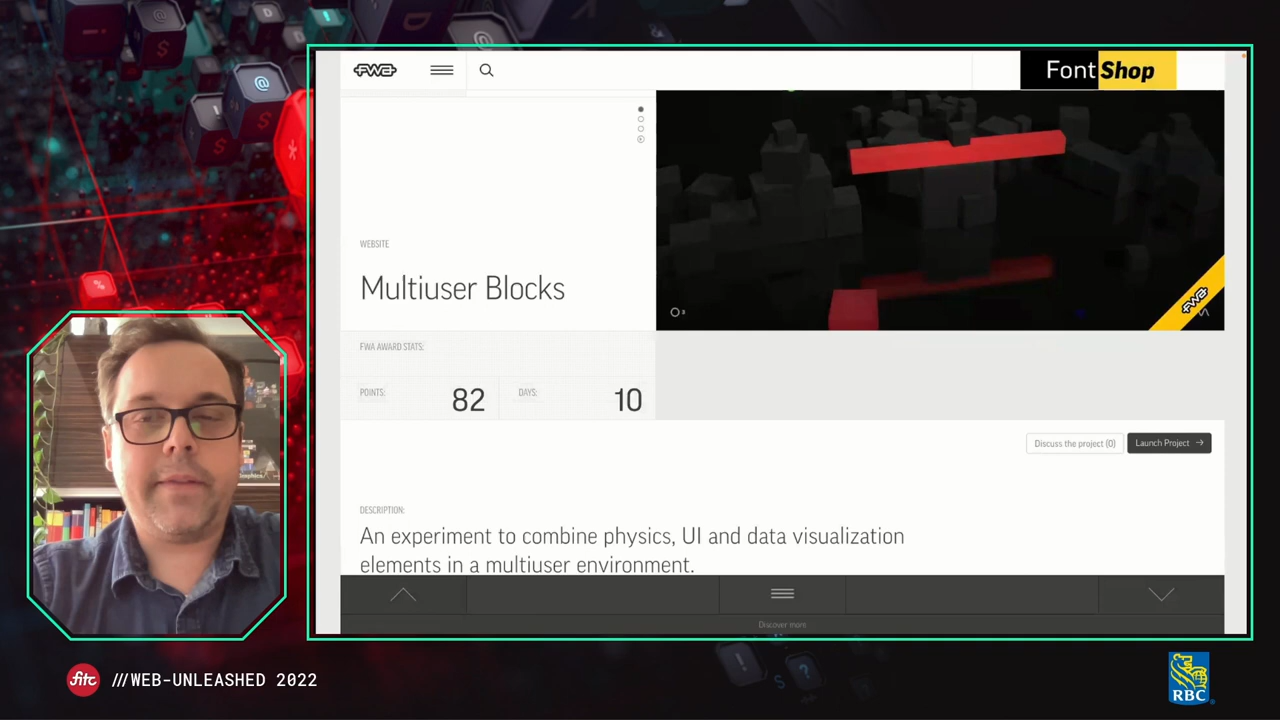 FWA
FontShop
WEBSITE
Multiuser Blocks
FWA AWARD STATS:
POINTS: 82 DAYS: 10
FWA
Discuss the project (0) Launch Project →
DESCRIPTION:
An experiment to combine physics, UI and data visualization
elements in a multiuser environment.
Discover more
fitc ///WEB-UNLEASHED 2022
RBC